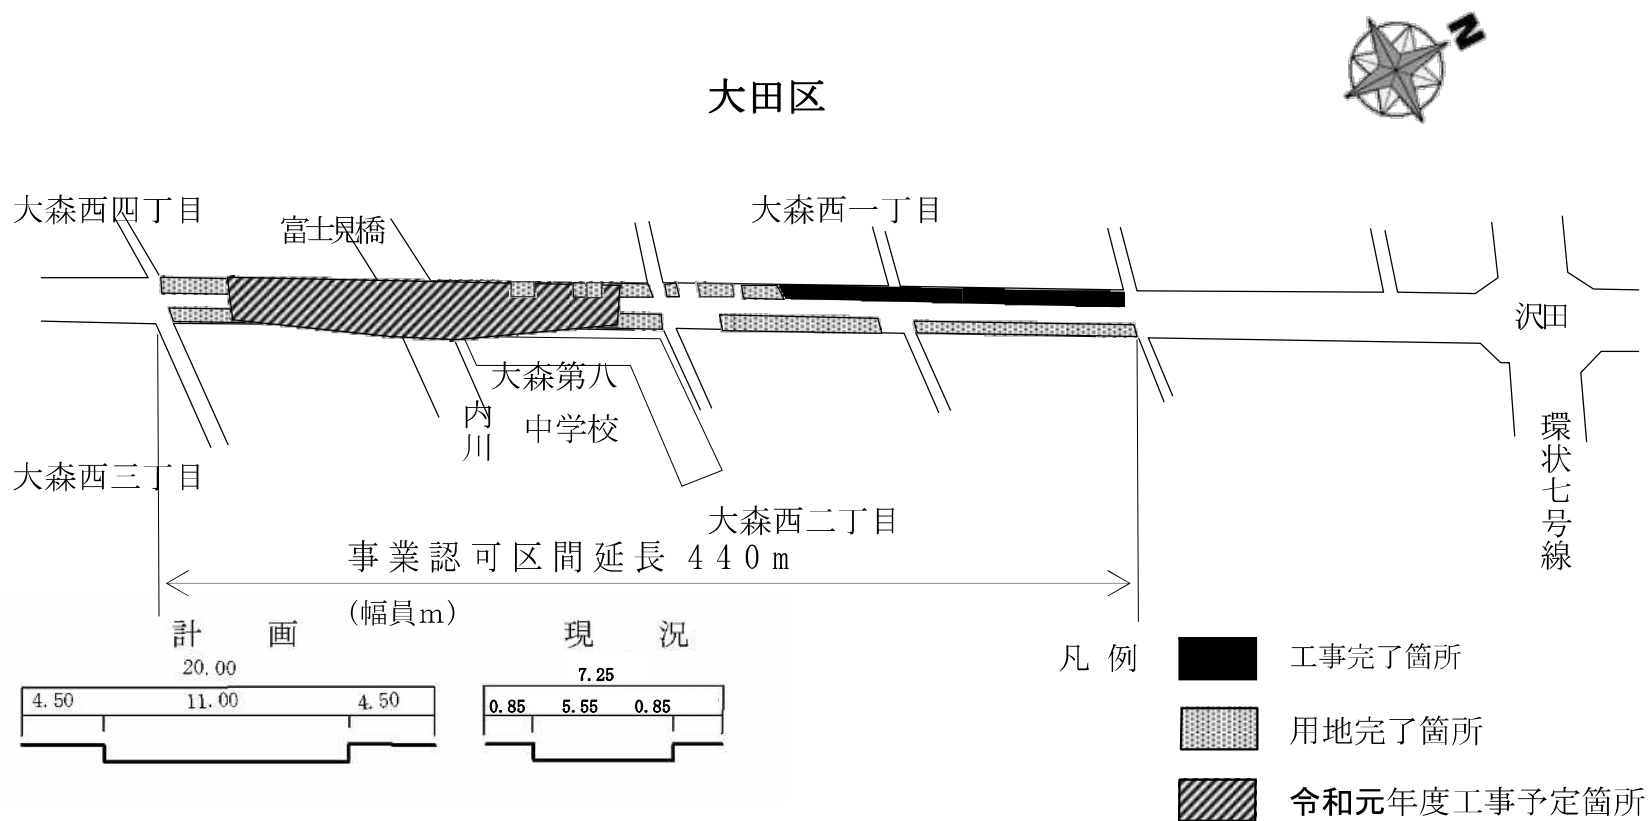 N
大田区
大森西四丁目
富士見橋
大森西一丁目
沢田
大森第八
中学校
内川
環状七号線
大森西三丁目
大森西二丁目
事業認可区間延長 440m
(幅員m)
計 画
20.00
4.50 11.00 4.50
現 況
7.25
0.85 5.55 0.85
凡 例
工事完了箇所
用地完了箇所
令和元年度工事予定箇所